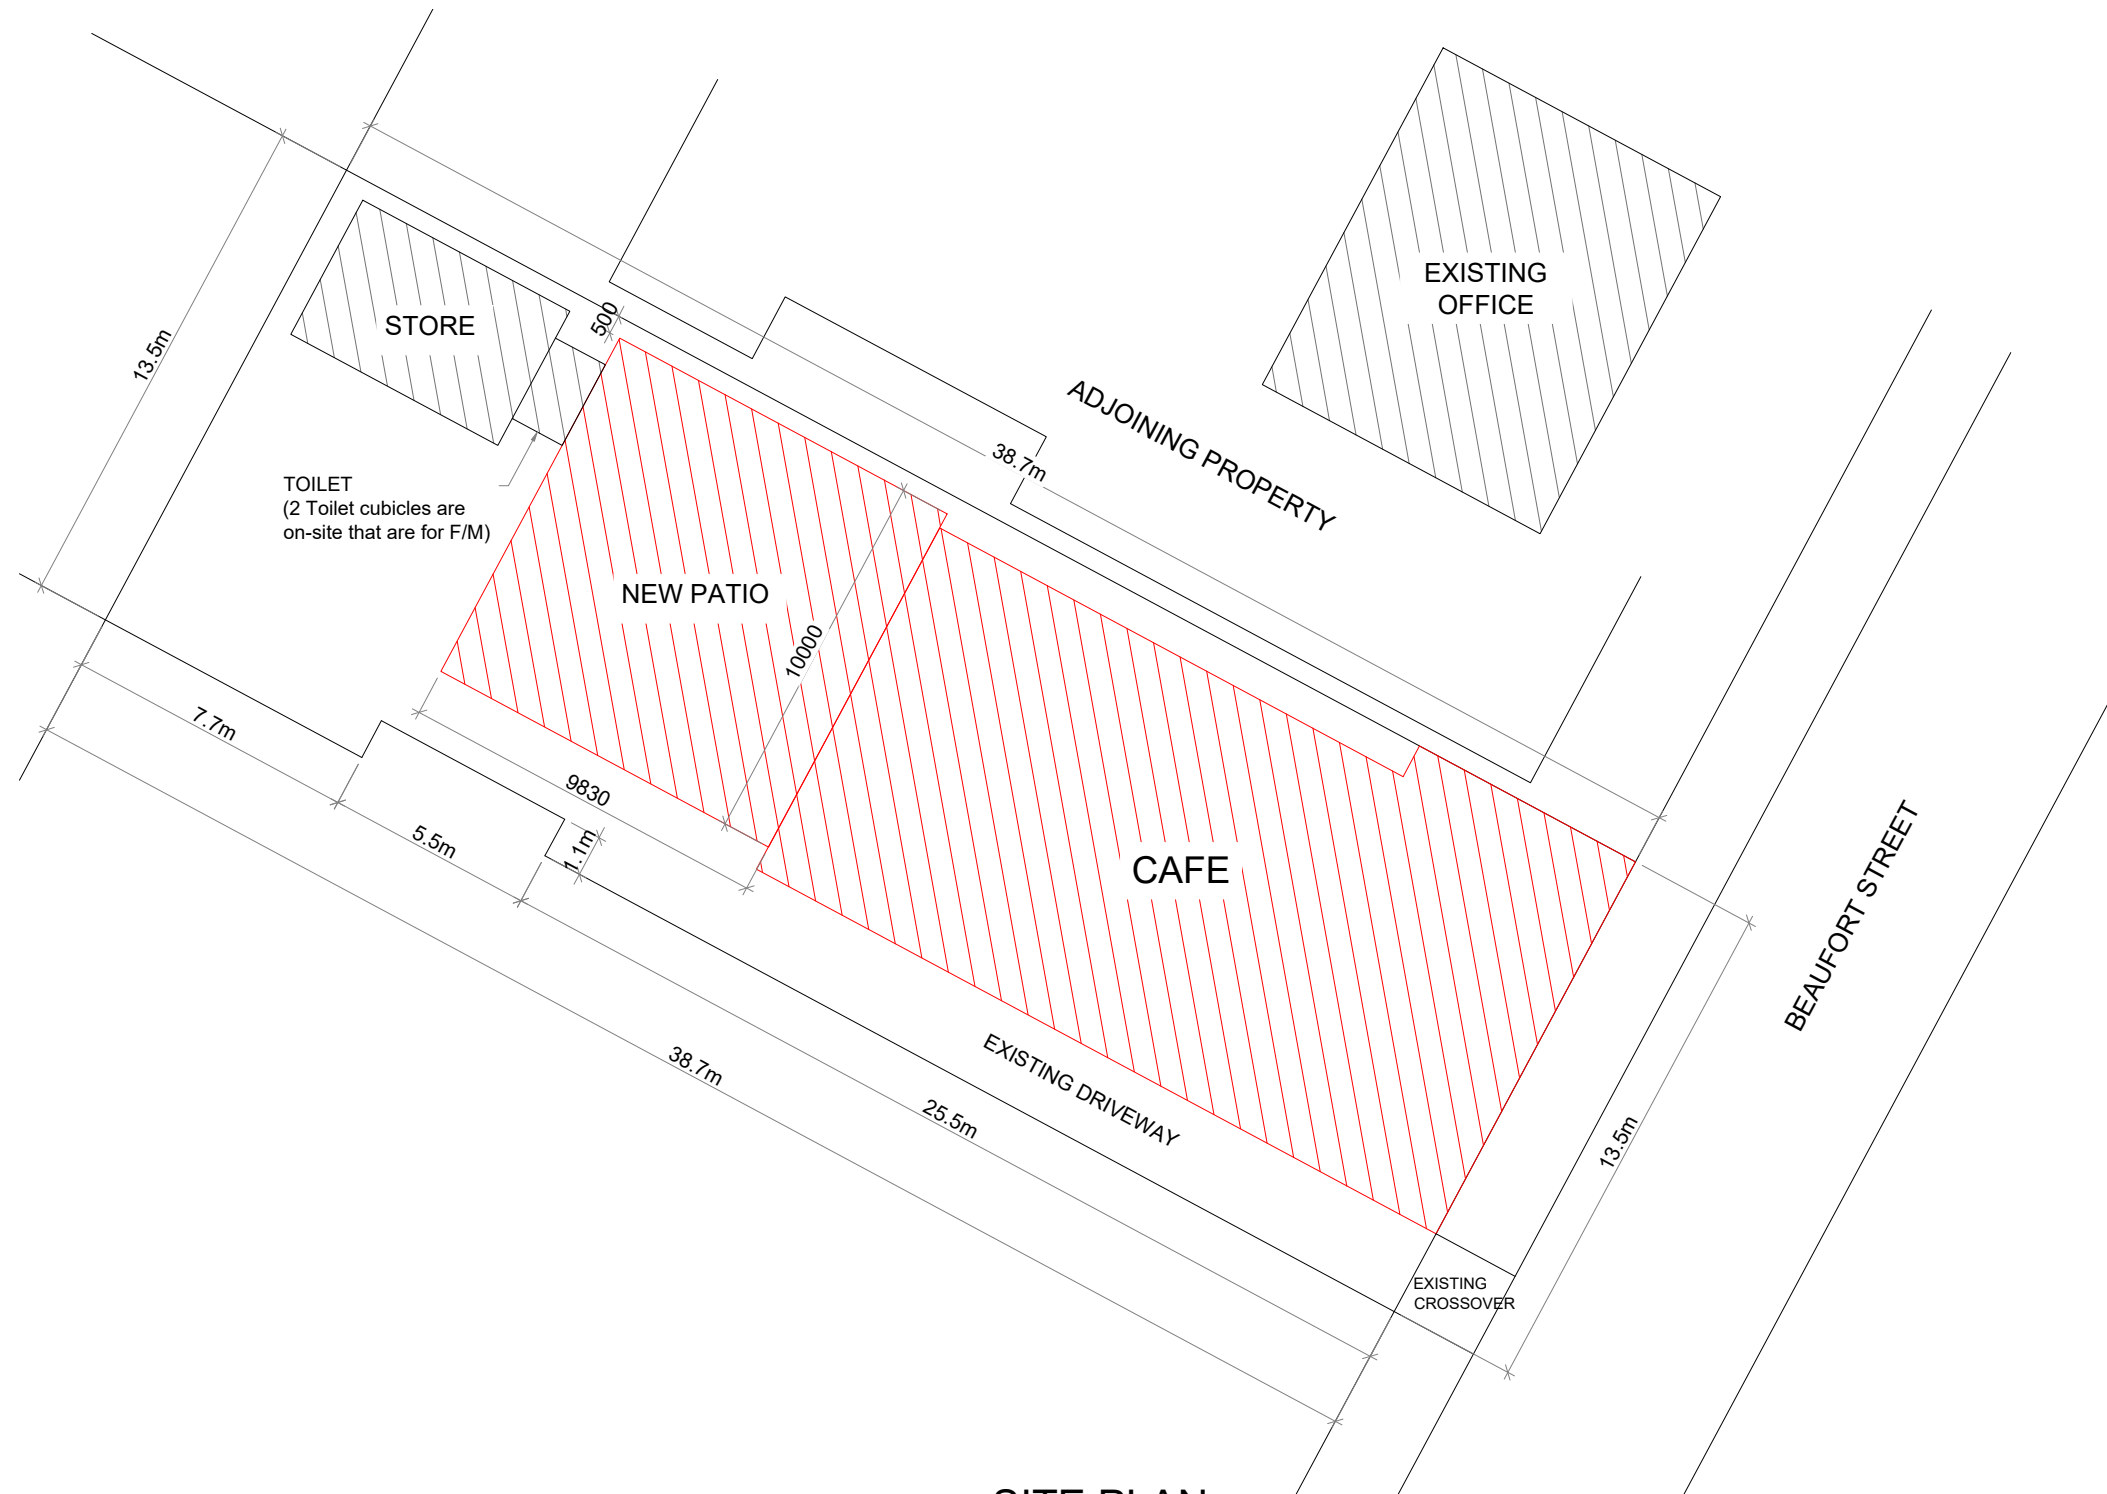 EXISTING
OFFICE
STORE
500
13.5m
ADJOINING PROPERTY
38.7m
TOILET
(2 Toilet cubicles are
on-site that are for F/M)
NEW PATIO
10000
7.7m
9830
5.5m
1.1m
CAFE
BEAUFORT STREET
EXISTING DRIVEWAY
38.7m
25.5m
13.5m
EXISTING
CROSSOVER
SITE PLAN